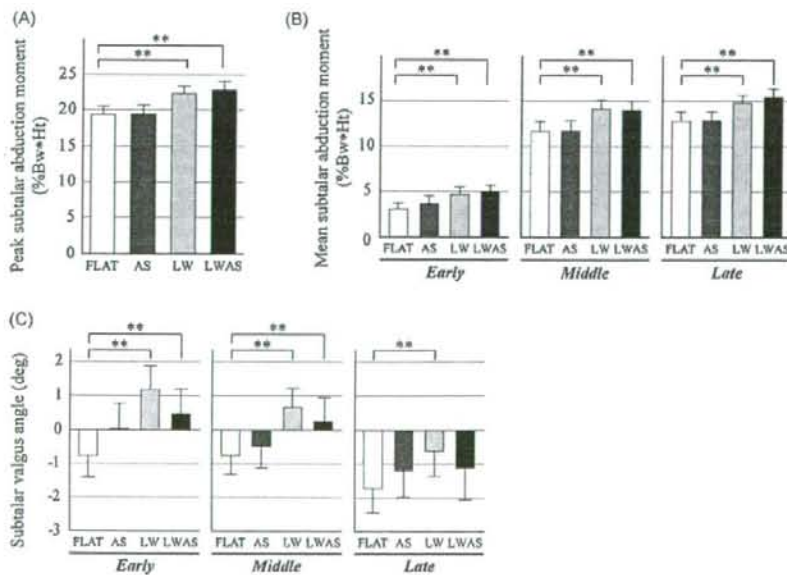 (A)
**
**
Peak subtalar abduction moment
(%Bw*Ht)
25
20
15
10
5
0
FLAT AS LW LWAS
(B)
**
**
**
**
**
**
Mean subtalar abduction moment
(%Bw*Ht)
15
10
5
0
FLAT AS LW LWAS
FLAT AS LW LWAS
FLAT AS LW LWAS
Early
Middle
Late
(C)
**
**
**
**
**
Subtalar valgus angle (deg)
2
1
0
-1
-2
-3
FLAT AS LW LWAS
FLAT AS LW LWAS
FLAT AS LW LWAS
Early
Middle
Late